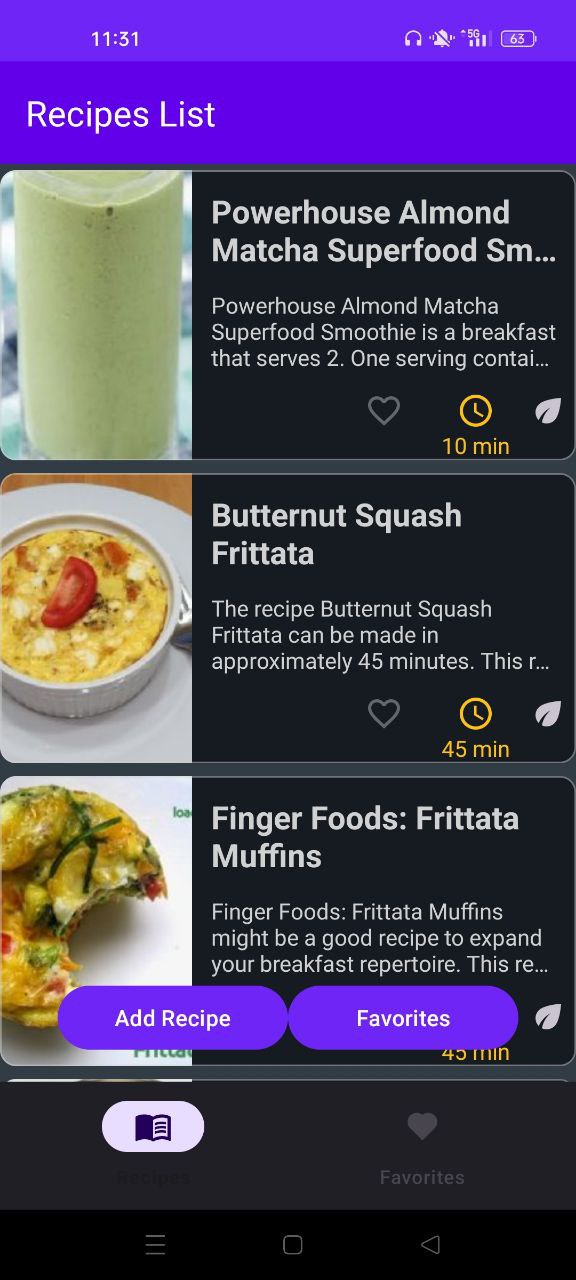 11:31
5G
63
Recipes List
Powerhouse Almond
Matcha Superfood Sm...
Powerhouse Almond Matcha
Superfood Smoothie is a breakfast
that serves 2. One serving contai...
10 min
Butternut Squash
Frittata
The recipe Butternut Squash
Frittata can be made in
approximately 45 minutes. This r...
45 min
Finger Foods: Frittata
Muffins
Finger Foods: Frittata Muffins
might be a good recipe to expand
your breakfast repertoire. This re...
Add Recipe
Favorites
45 min
Recipes
Favorites